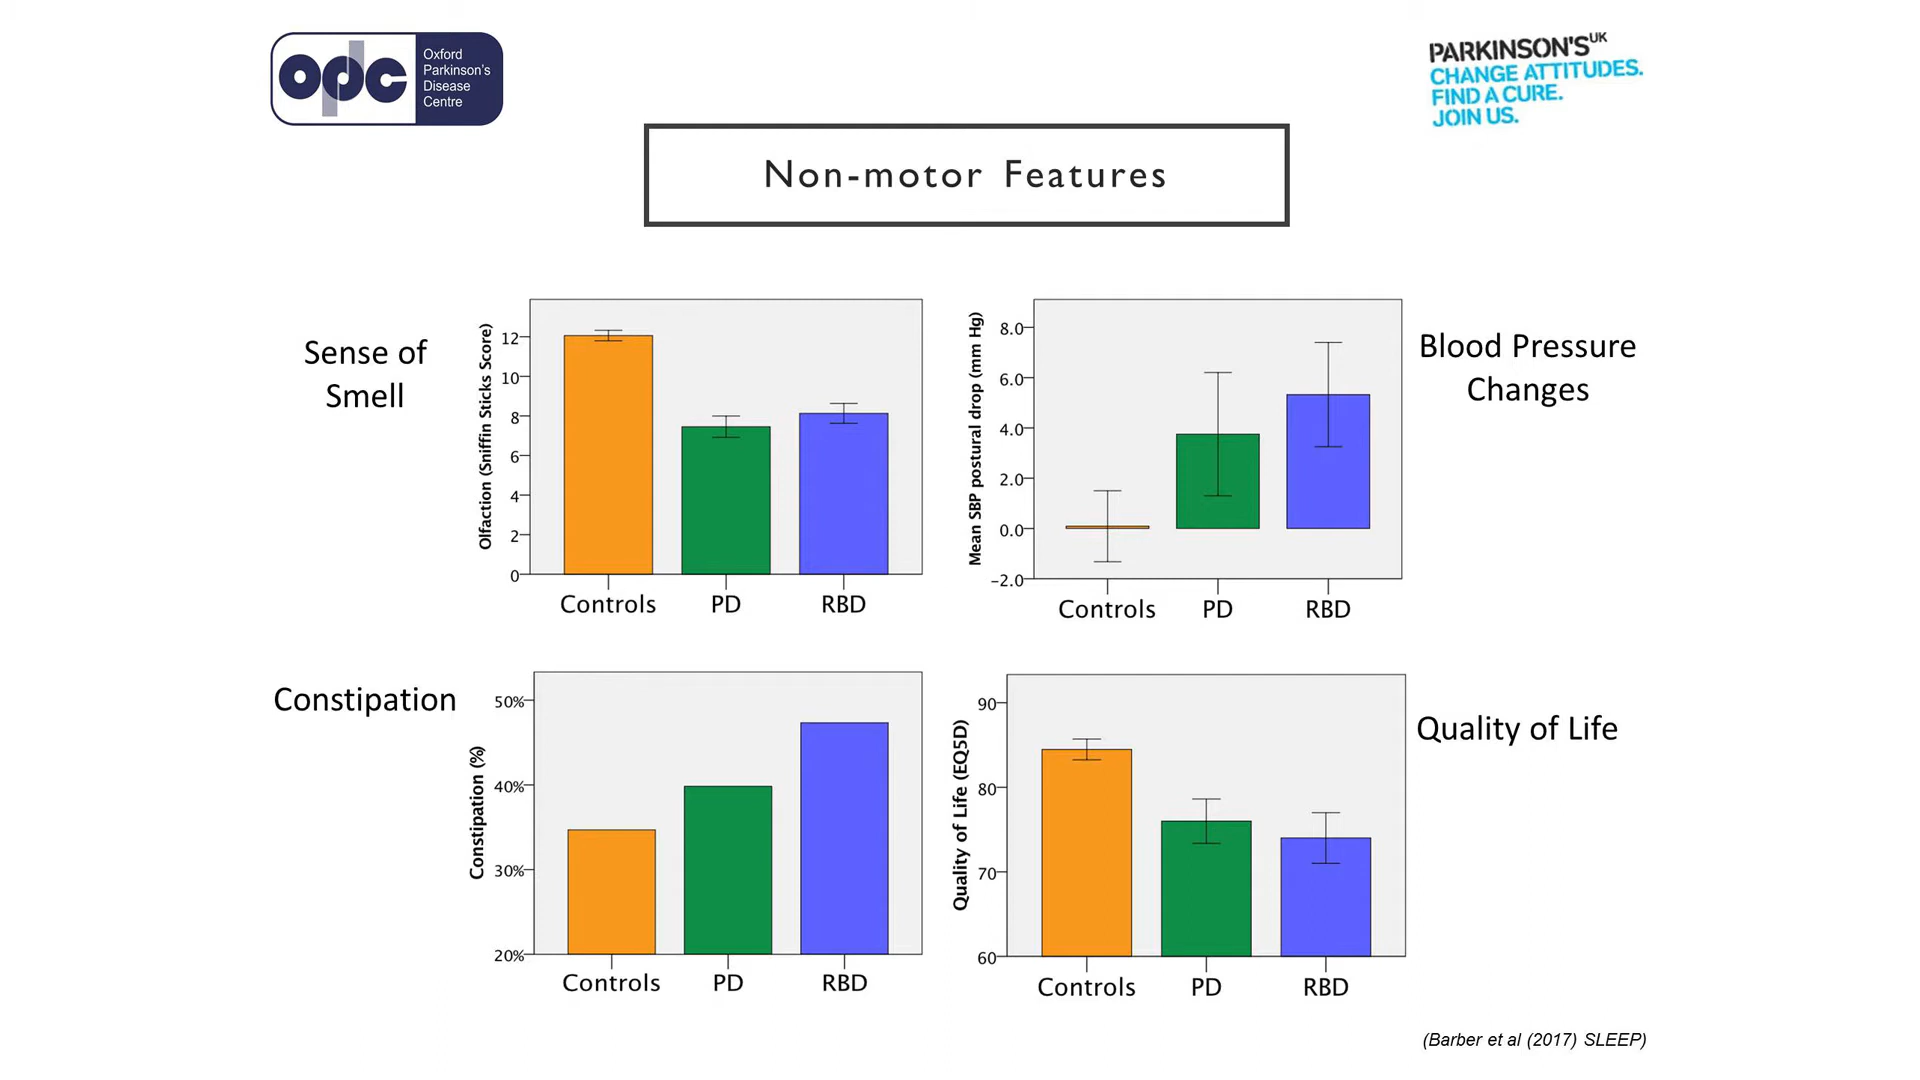 opdc
Oxford
Parkinson's
Disease
Centre
PARKINSON'S UK
CHANGE ATTITUDES.
FIND A CURE.
JOIN US.
Non-motor Features
Sense of
Smell
Olfaction (Sniffin Sticks Score)
12
10
8
6
4
2
0
Controls PD RBD
Mean SBP postural drop (mm Hg)
8.0
6.0
4.0
2.0
0.0
-2.0
Controls PD RBD
Blood Pressure
Changes
Constipation
Constipation (%)
50%
40%
30%
20%
Controls PD RBD
Quality of Life (EQ5D)
90
80
70
60
Controls PD RBD
Quality of Life
(Barber et al (2017) SLEEP)